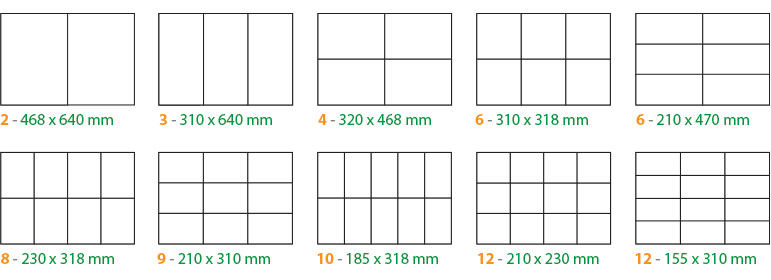 2 - 468 x 640 mm
3 - 310 x 640 mm
4 - 320 x 468 mm
6 - 310 x 318 mm
6 - 210 x 470 mm
8 - 230 x 318 mm
9 - 210 x 310 mm
10 - 185 x 318 mm
12 - 210 x 230 mm
12 - 155 x 310 mm